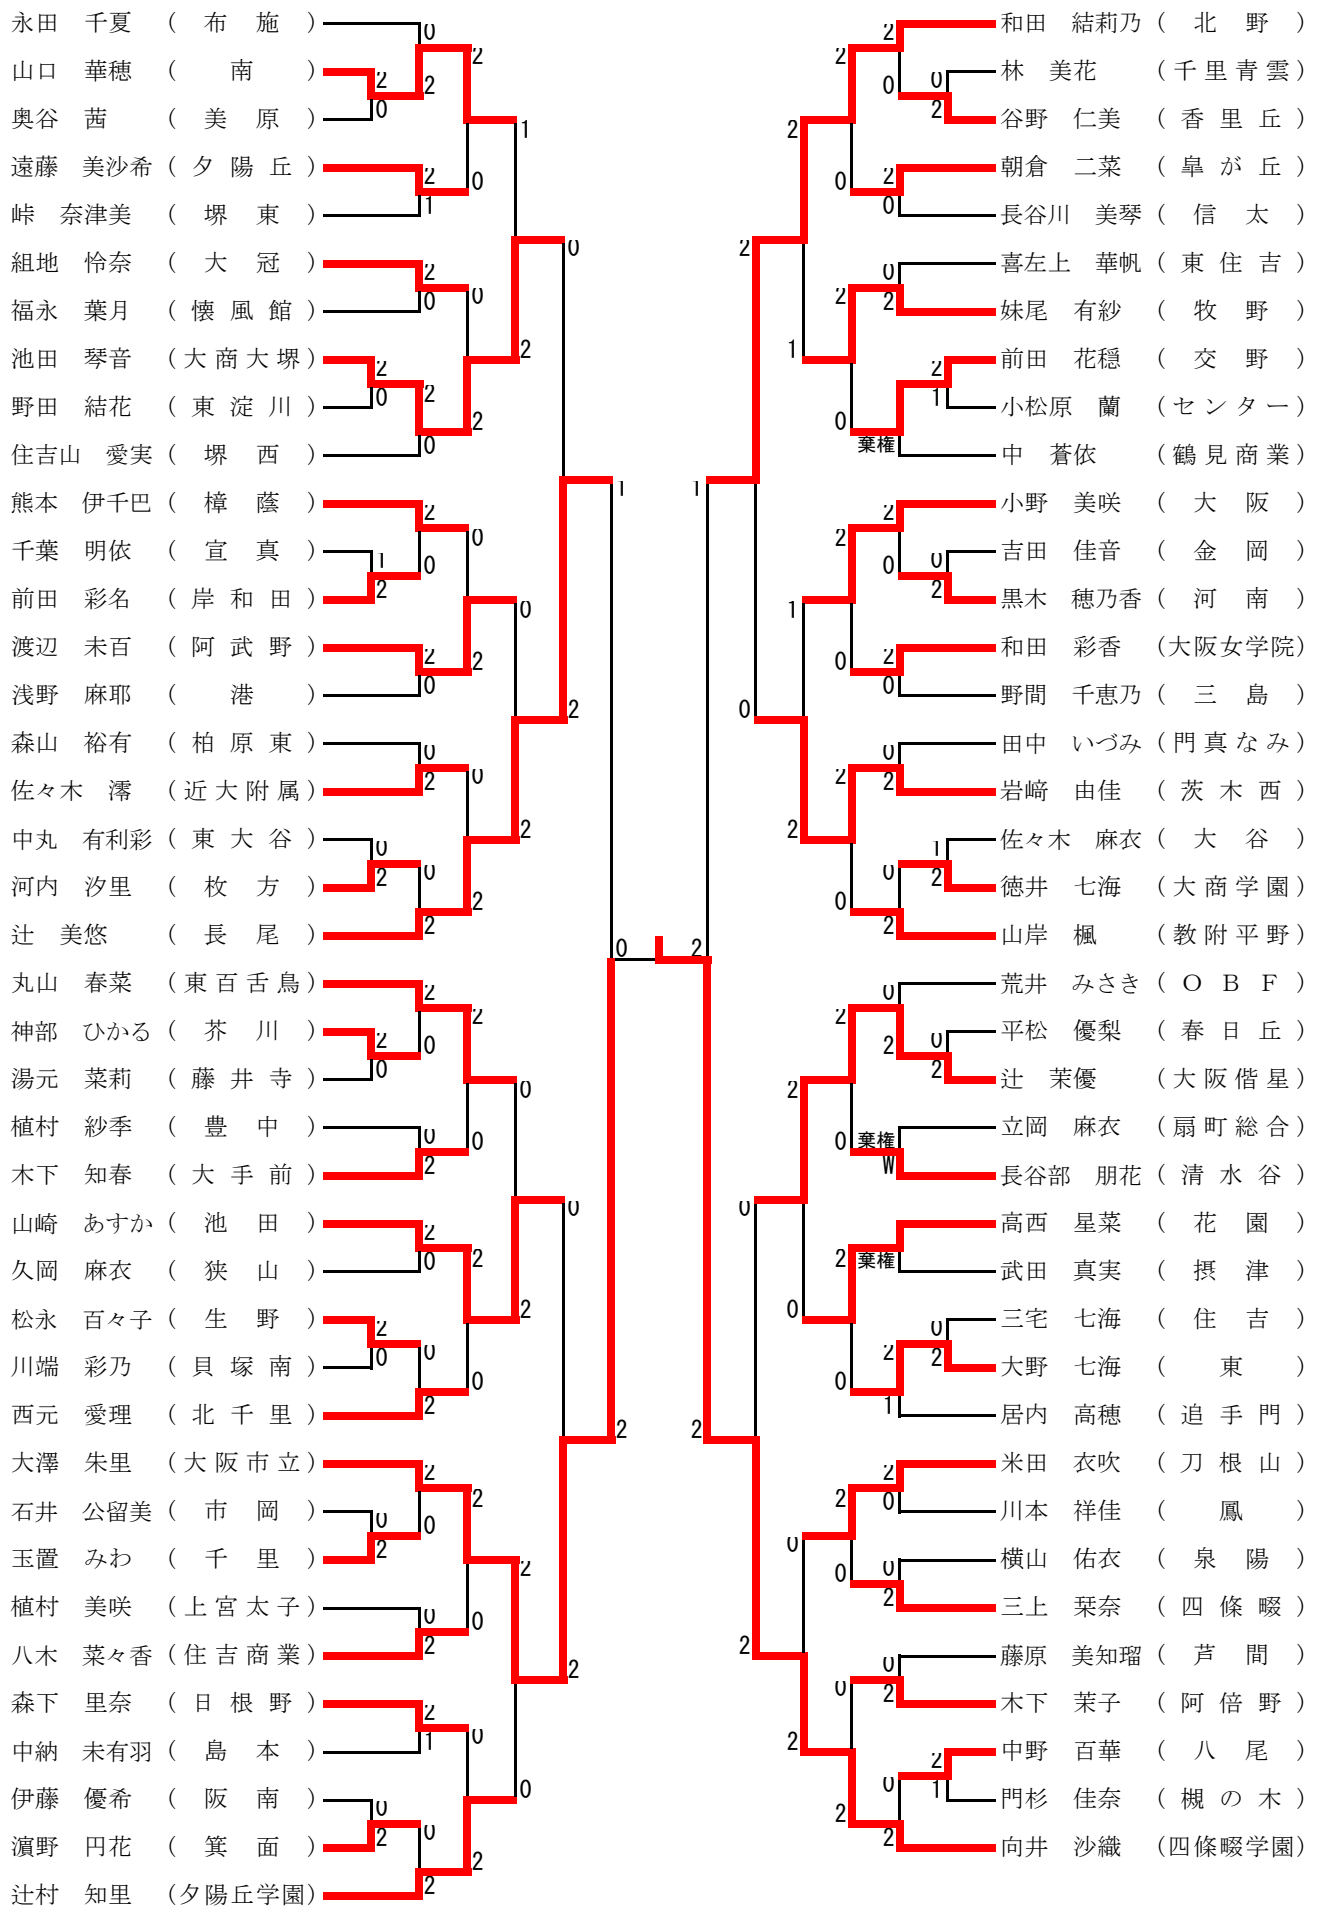 永田 千夏 （ 布 施 ）
山口 華穂 （ 南 ）
奥谷 茜 （ 美 原 ）
遠藤 美沙希 （ 夕 陽 丘 ）
峠 奈津美 （ 堺 東 ）
組地 怜奈 （ 大 冠 ）
福永 葉月 （ 懐 風 館 ）
池田 琴音 （大商大堺）
野田 結花 （ 東 淀 川 ）
住吉山 愛実 （ 堺 西 ）
熊本 伊千巴 （ 樟 蔭 ）
千葉 明依 （ 宣 真 ）
前田 彩名 （ 岸 和 田 ）
渡辺 未百 （ 阿 武 野 ）
浅野 麻耶 （ 港 ）
森山 裕有 （ 柏 原 東 ）
佐々木 澪 （近大附属）
中丸 有利彩 （ 東 大 谷 ）
河内 汐里 （ 枚 方 ）
辻 美悠 （ 長 尾 ）
丸山 春菜 （東百舌鳥）
神部 ひかる （ 芥 川 ）
湯元 菜莉 （ 藤 井 寺 ）
植村 紗季 （ 豊 中 ）
木下 知春 （ 大 手 前 ）
山崎 あすか （ 池 田 ）
久岡 麻衣 （ 狭 山 ）
松永 百々子 （ 生 野 ）
川端 彩乃 （ 貝 塚 南 ）
西元 愛理 （ 北 千 里 ）
大澤 朱里 （大阪市立）
石井 公留美 （ 市 岡 ）
玉置 みわ （ 千 里 ）
植村 美咲 （上宮太子）
八木 菜々香 （住吉商業）
森下 里奈 （ 日 根 野 ）
中納 未有羽 （ 島 本 ）
伊藤 優希 （ 阪 南 ）
濵野 円花 （ 箕 面 ）
辻村 知里 （夕陽丘学園）
和田 結莉乃 （ 北 野 ）
林 美花 （千里青雲）
谷野 仁美 （ 香 里 丘 ）
朝倉 二菜 （ 皐 が 丘 ）
長谷川 美琴 （ 信 太 ）
喜左上 華帆 （ 東 住 吉 ）
妹尾 有紗 （ 牧 野 ）
前田 花穏 （ 交 野 ）
小松原 蘭 （センター）
棄権
中 蒼依 （鶴見商業）
小野 美咲 （ 大 阪 ）
吉田 佳音 （ 金 岡 ）
黒木 穂乃香 （ 河 南 ）
和田 彩香 （大阪女学院）
野間 千恵乃 （ 三 島 ）
田中 いづみ （門真なみ）
岩﨑 由佳 （ 茨 木 西 ）
佐々木 麻衣 （ 大 谷 ）
徳井 七海 （大商学園）
山岸 楓 （教附平野）
荒井 みさき （ Ｏ Ｂ Ｆ ）
平松 優梨 （ 春 日 丘 ）
辻 茉優 （大阪偕星）
立岡 麻衣 （扇町総合）
棄権
W
長谷部 朋花 （ 清 水 谷 ）
高西 星菜 （ 花 園 ）
棄権
武田 真実 （ 摂 津 ）
三宅 七海 （ 住 吉 ）
大野 七海 （ 東 ）
居内 高穂 （ 追 手 門 ）
米田 衣吹 （ 刀 根 山 ）
川本 祥佳 （ 鳳 ）
横山 佑衣 （ 泉 陽 ）
三上 栞奈 （ 四 條 畷 ）
藤原 美知瑠 （ 芦 間 ）
木下 茉子 （ 阿 倍 野 ）
中野 百華 （ 八 尾 ）
門杉 佳奈 （ 槻 の 木 ）
向井 沙織 （四條畷学園）